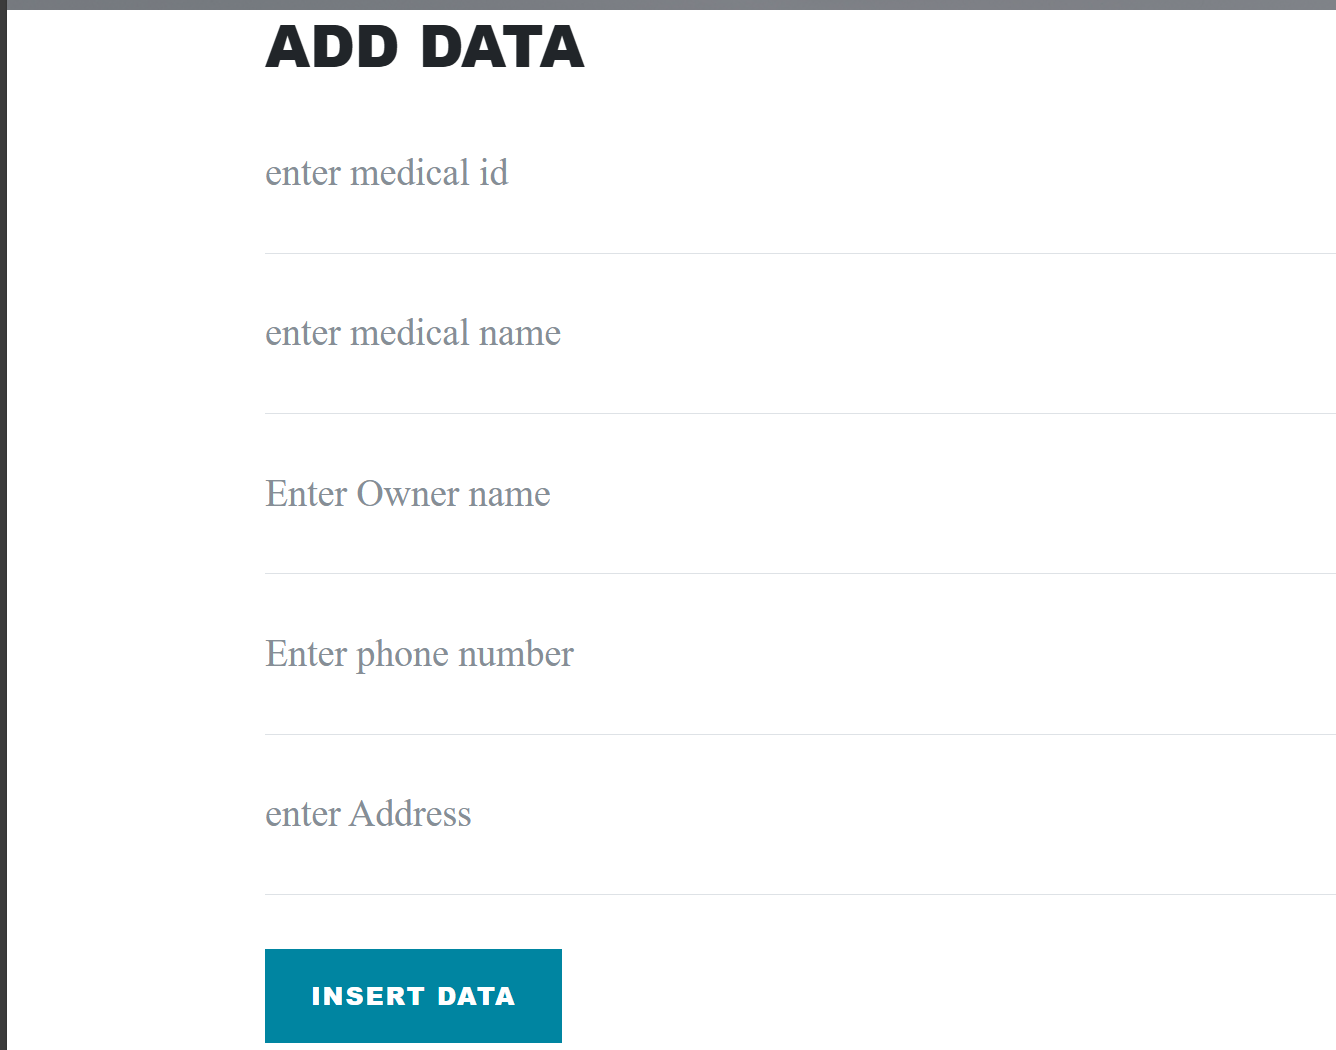 ADD DATA
enter medical id
enter medical name
Enter Owner name
Enter phone number
enter Address
INSERT DATA